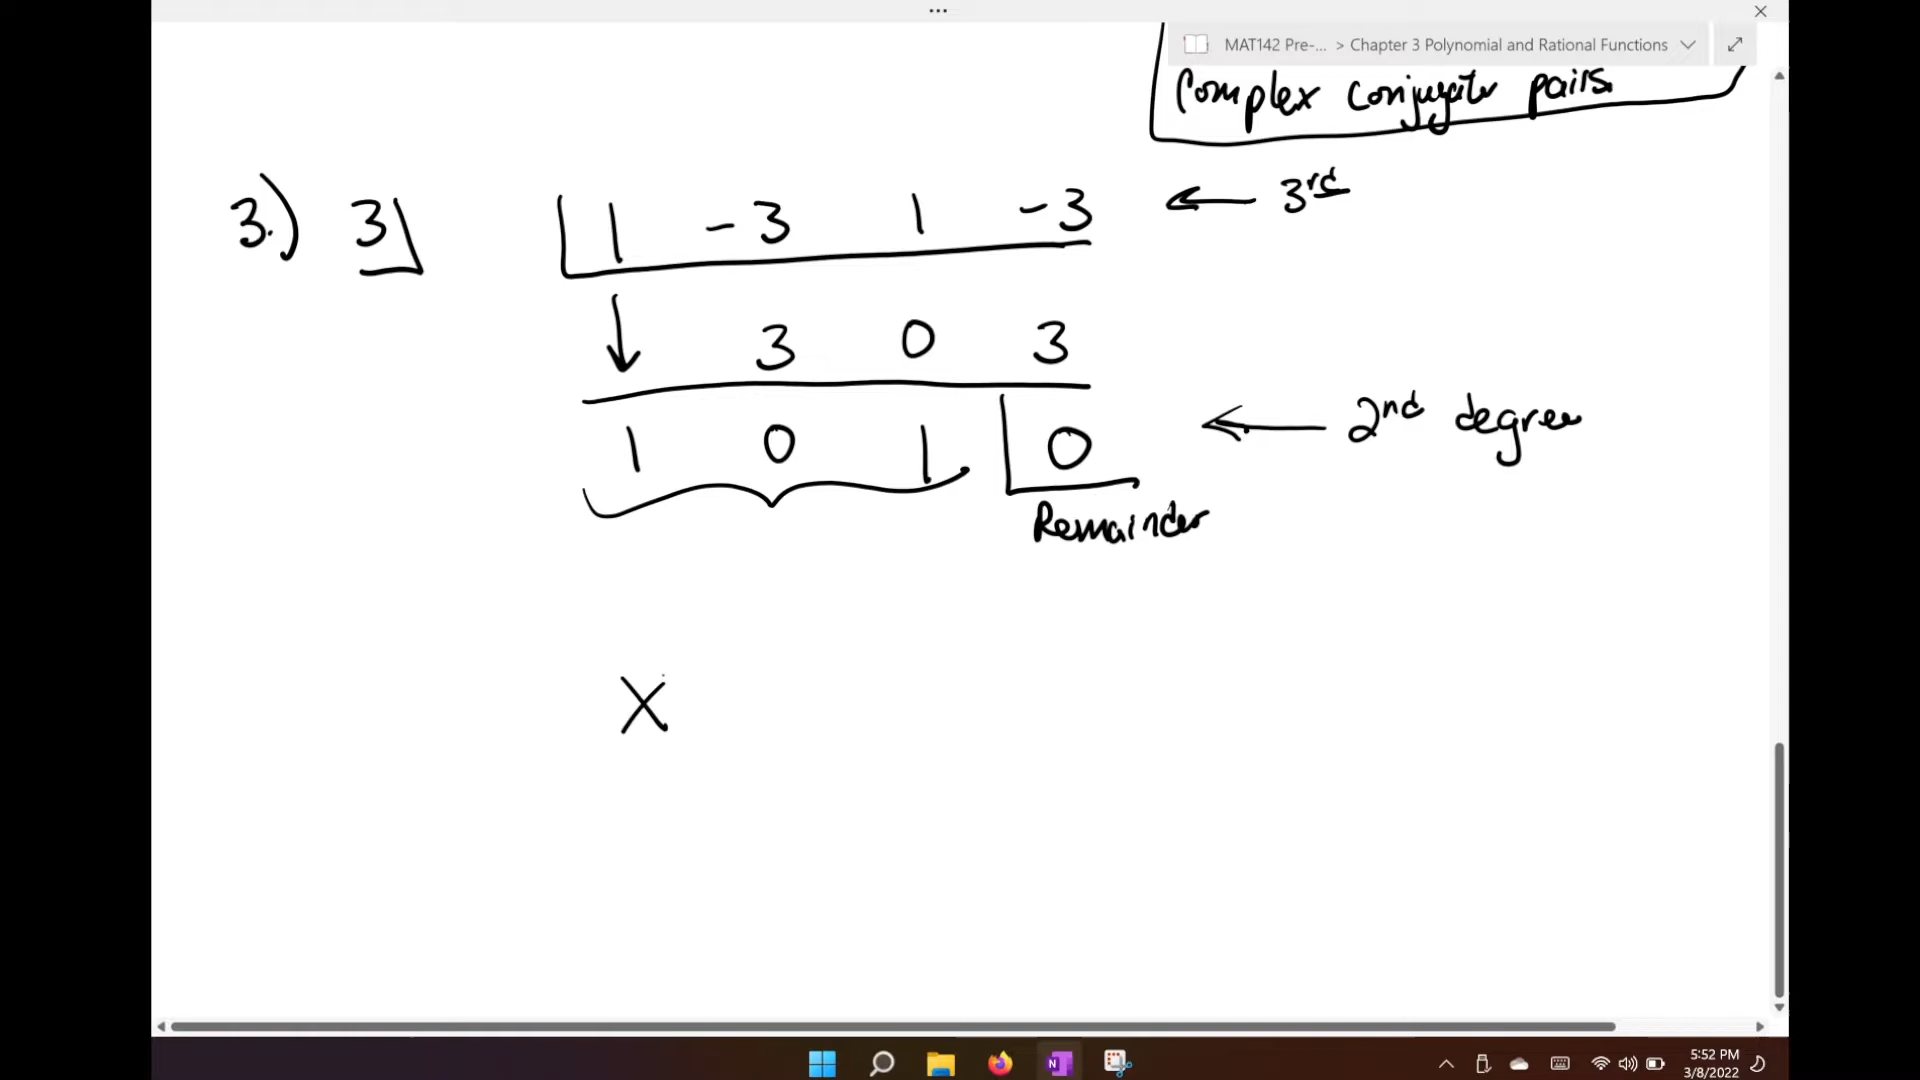 ...
MAT142 Pre-... > Chapter 3 Polynomial and Rational Functions
Complex conjugate pairs.
3.) 3 1 -3 1 -3 ← 3rd
↓ 3 0 3
1 0 1 0 ← 2nd degree
Remainder
X
5:52 PM
3/8/2022